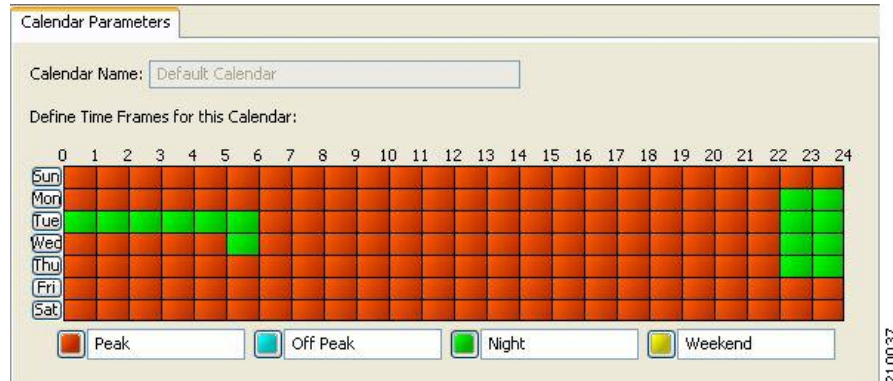 Calendar Parameters
Calendar Name: Default Calendar
Define Time Frames for this Calendar:
0 1 2 3 4 5 6 7 8 9 10 11 12 13 14 15 16 17 18 19 20 21 22 23 24
Sun
Mon
Tue
Wed
Thu
Fri
Sat
Peak Off Peak Night Weekend